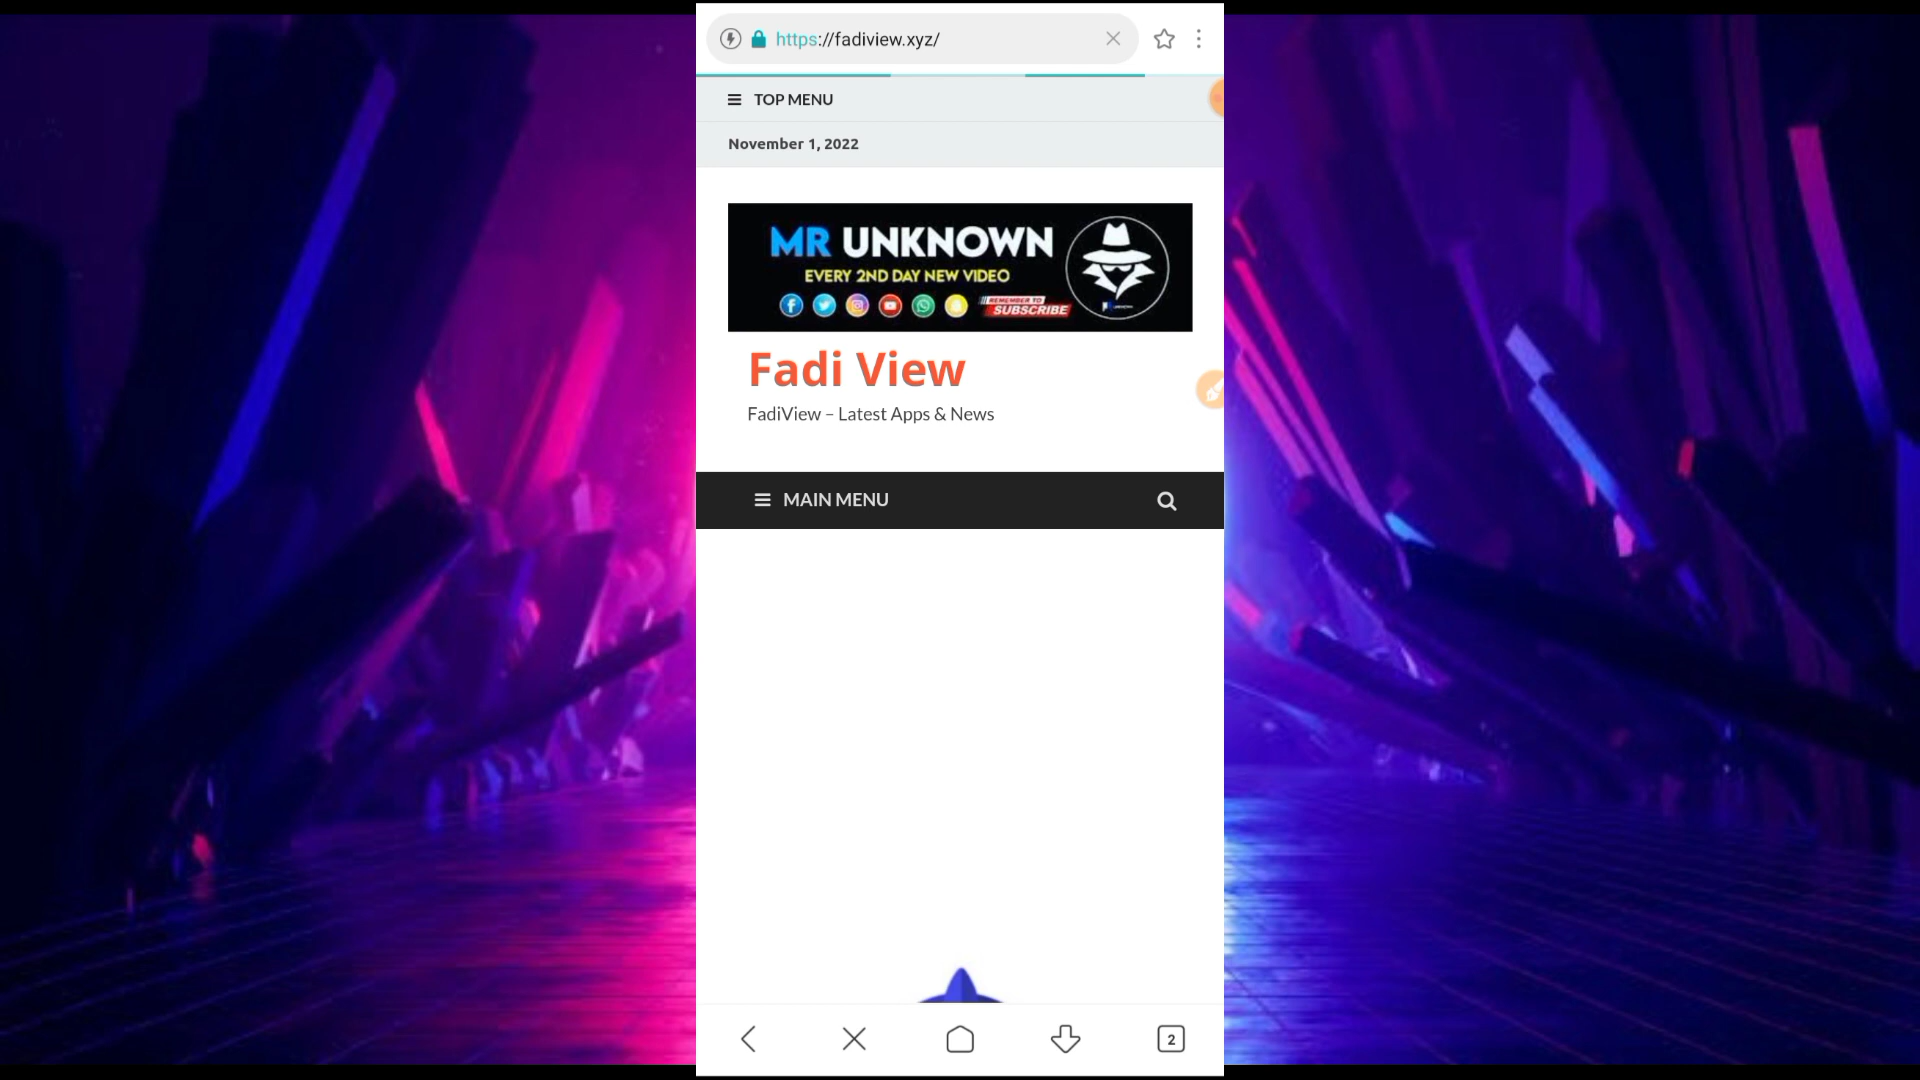 https://fadiview.xyz/
TOP MENU
November 1, 2022
MR UNKNOWN
EVERY 2ND DAY NEW VIDEO
REMEMBER TO
SUBSCRIBE
Fadi View
FadiView – Latest Apps & News
MAIN MENU
2